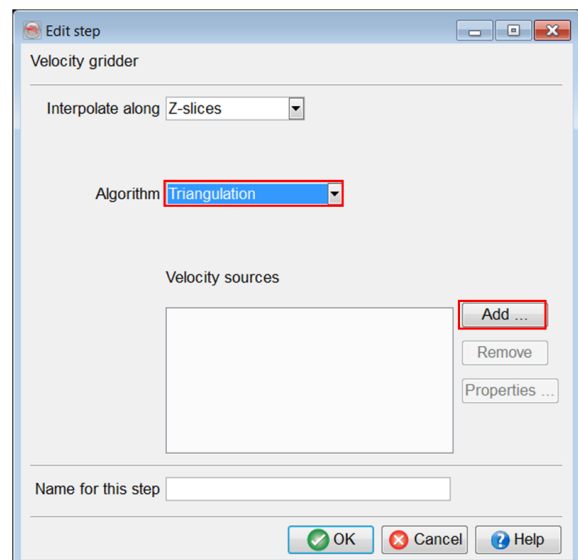 Edit step
Velocity gridder
Interpolate along Z-slices
Algorithm Triangulation
Velocity sources
Add ...
Remove
Properties ...
Name for this step
OK Cancel Help